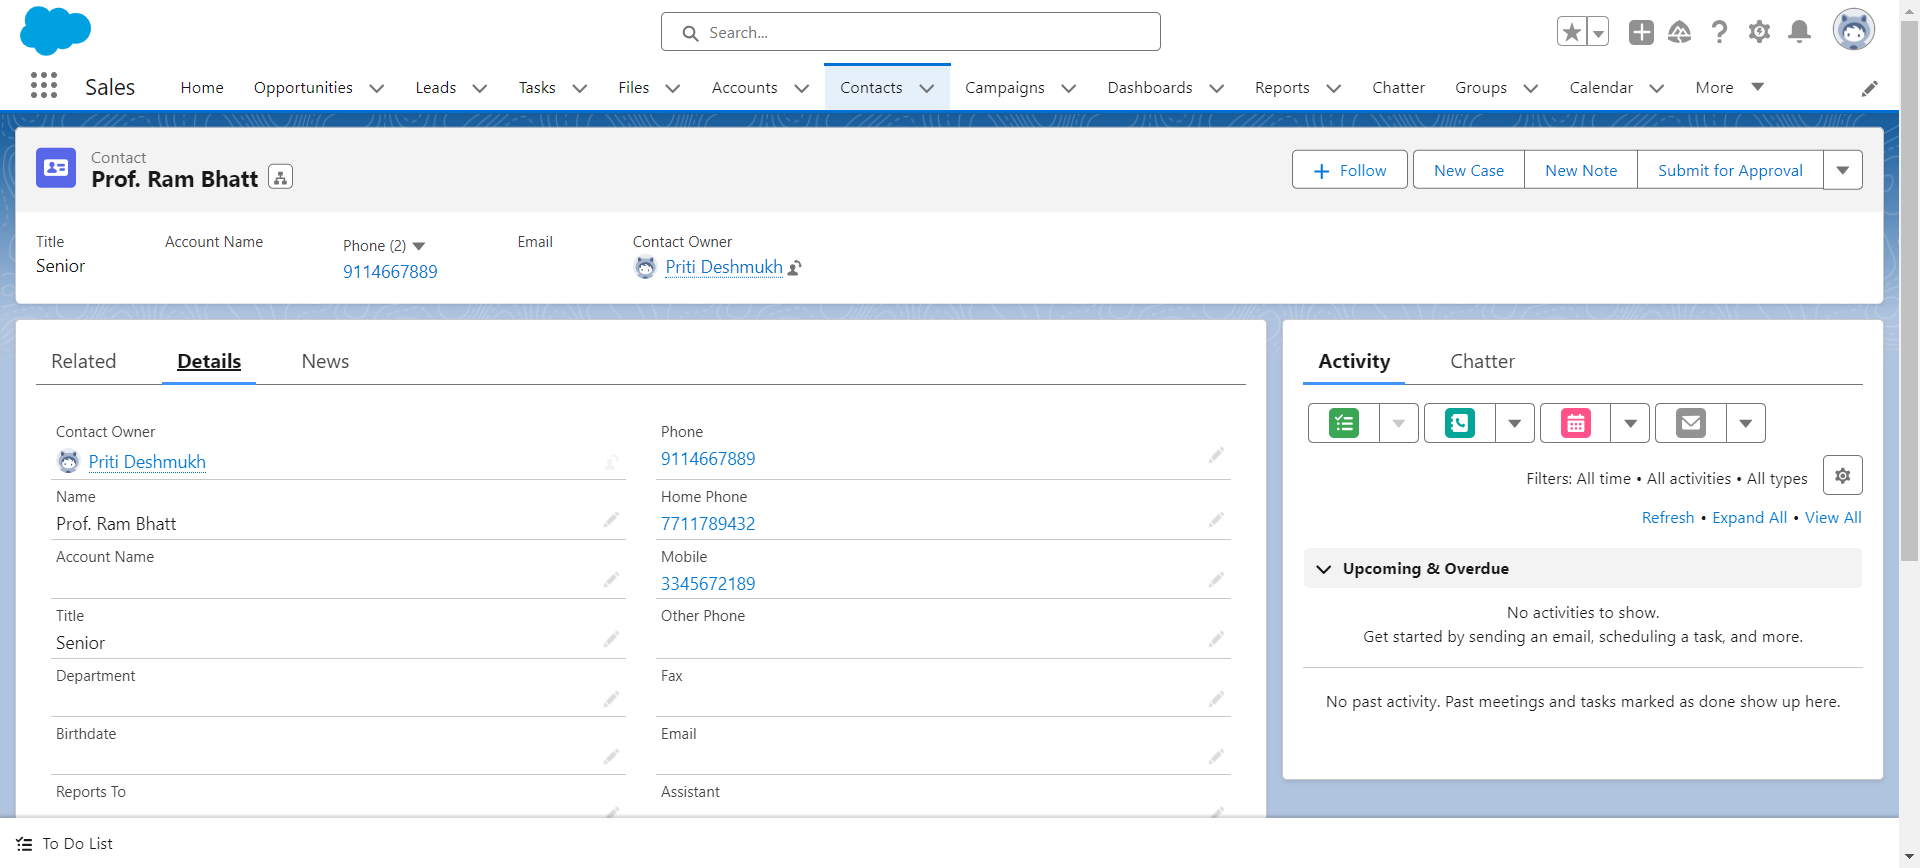 Search...
Sales
Home
Opportunities
Leads
Tasks
Files
Accounts
Contacts
Campaigns
Dashboards
Reports
Chatter
Groups
Calendar
More
Contact
Prof. Ram Bhatt
Follow
New Case
New Note
Submit for Approval
Title
Senior
Account Name
Phone (2)
9114667889
Email
Contact Owner
Priti Deshmukh
Related
Details
News
Contact Owner
Priti Deshmukh
Name
Prof. Ram Bhatt
Account Name
Title
Senior
Department
Birthdate
Reports To
Phone
9114667889
Home Phone
7711789432
Mobile
3345672189
Other Phone
Fax
Email
Assistant
Activity
Chatter
Filters: All time • All activities • All types
Refresh • Expand All • View All
Upcoming & Overdue
No activities to show.
Get started by sending an email, scheduling a task, and more.
No past activity. Past meetings and tasks marked as done show up here.
To Do List